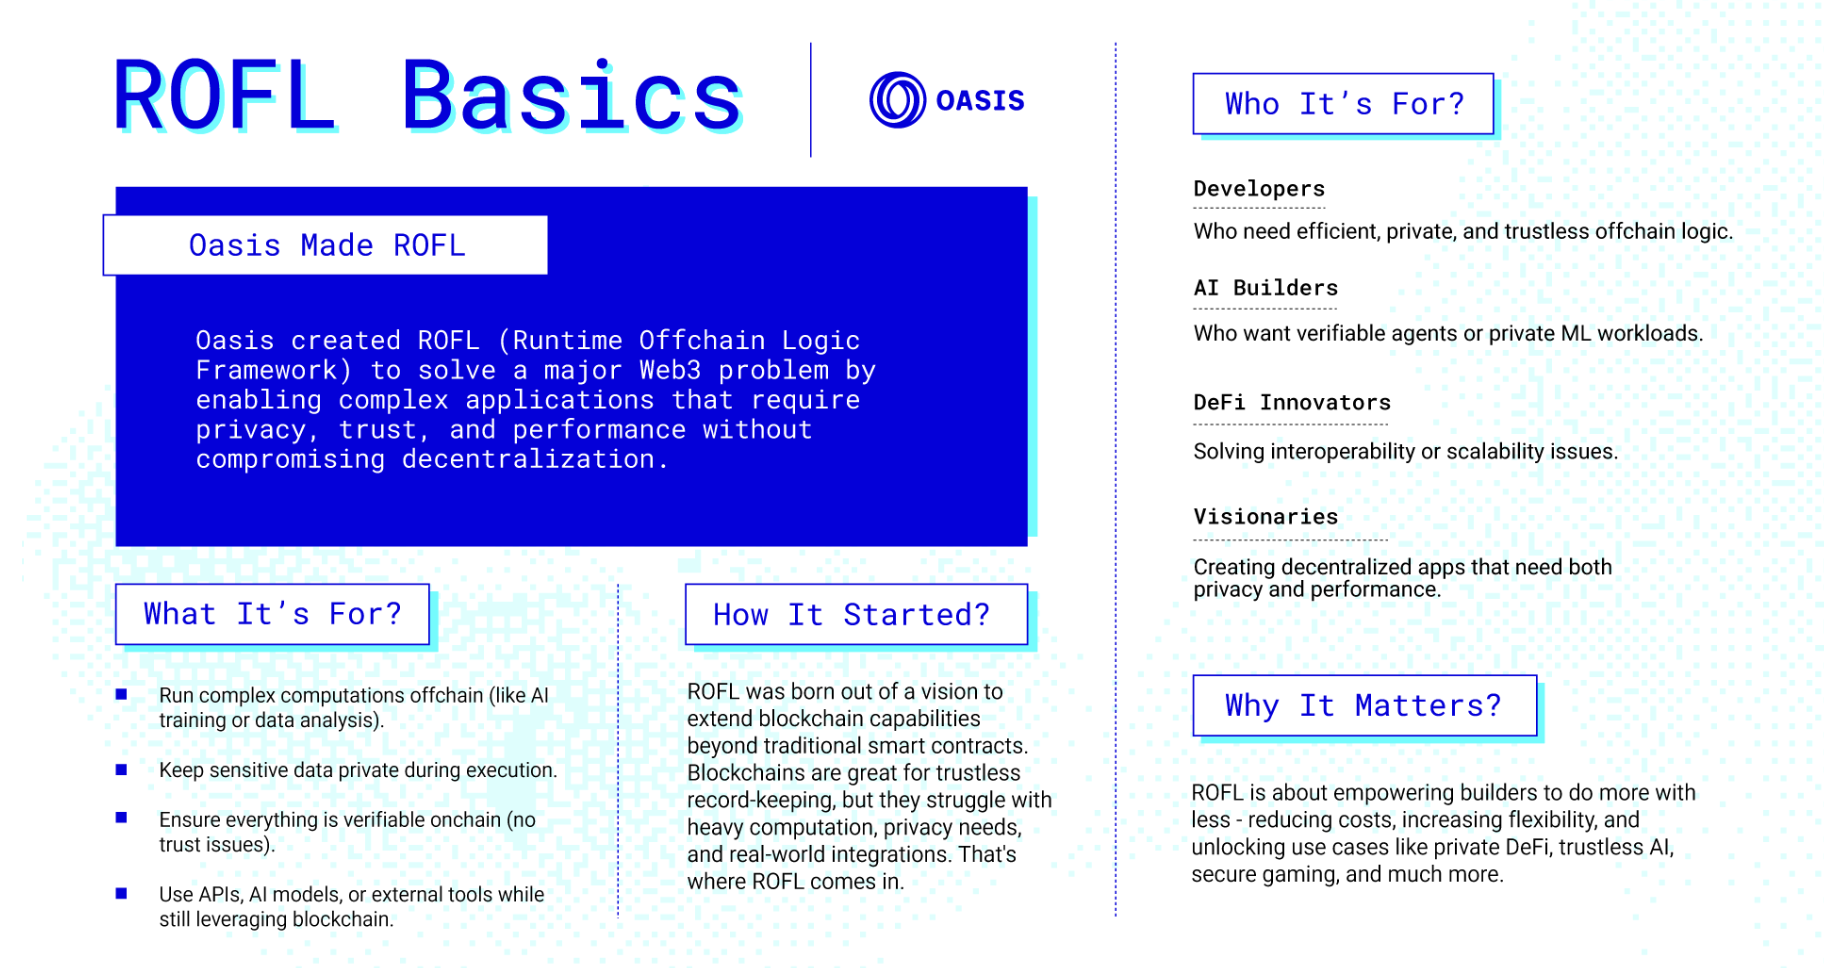 ROFL Basics
OASIS
Oasis Made ROFL
Oasis created ROFL (Runtime Offchain Logic
Framework) to solve a major Web3 problem by
enabling complex applications that require
privacy, trust, and performance without
compromising decentralization.
What It’s For?
Run complex computations offchain (like AI
training or data analysis).
Keep sensitive data private during execution.
Ensure everything is verifiable onchain (no
trust issues).
Use APIs, AI models, or external tools while
still leveraging blockchain.
How It Started?
ROFL was born out of a vision to
extend blockchain capabilities
beyond traditional smart contracts.
Blockchains are great for trustless
record-keeping, but they struggle with
heavy computation, privacy needs,
and real-world integrations. That's
where ROFL comes in.
Who It’s For?
Developers
Who need efficient, private, and trustless offchain logic.
AI Builders
Who want verifiable agents or private ML workloads.
DeFi Innovators
Solving interoperability or scalability issues.
Visionaries
Creating decentralized apps that need both
privacy and performance.
Why It Matters?
ROFL is about empowering builders to do more with
less - reducing costs, increasing flexibility, and
unlocking use cases like private DeFi, trustless AI,
secure gaming, and much more.